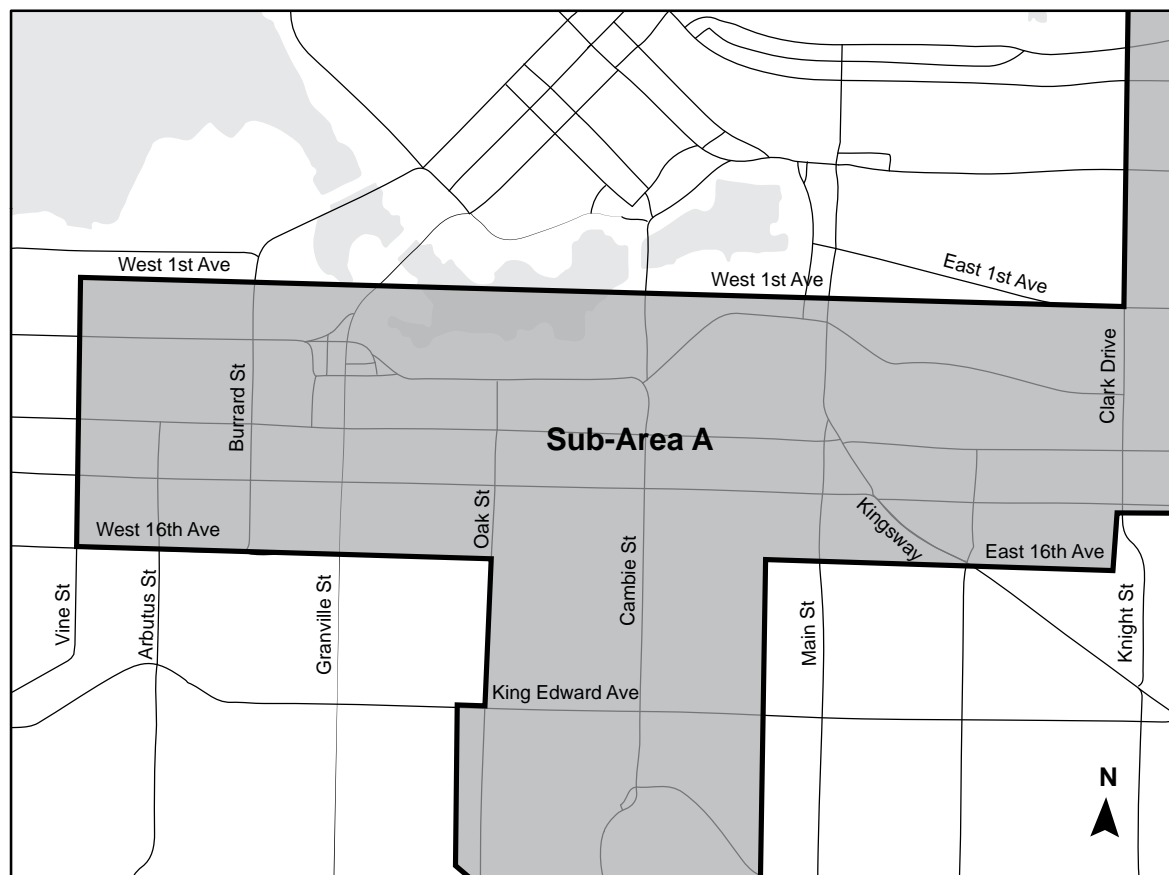 West 1st Ave
West 1st Ave
East 1st Ave
Burrard St
Clark Drive
Sub-Area A
West 16th Ave
Oak St
Cambie St
Kingsway
East 16th Ave
Vine St
Arbutus St
Granville St
Main St
Knight St
King Edward Ave
N